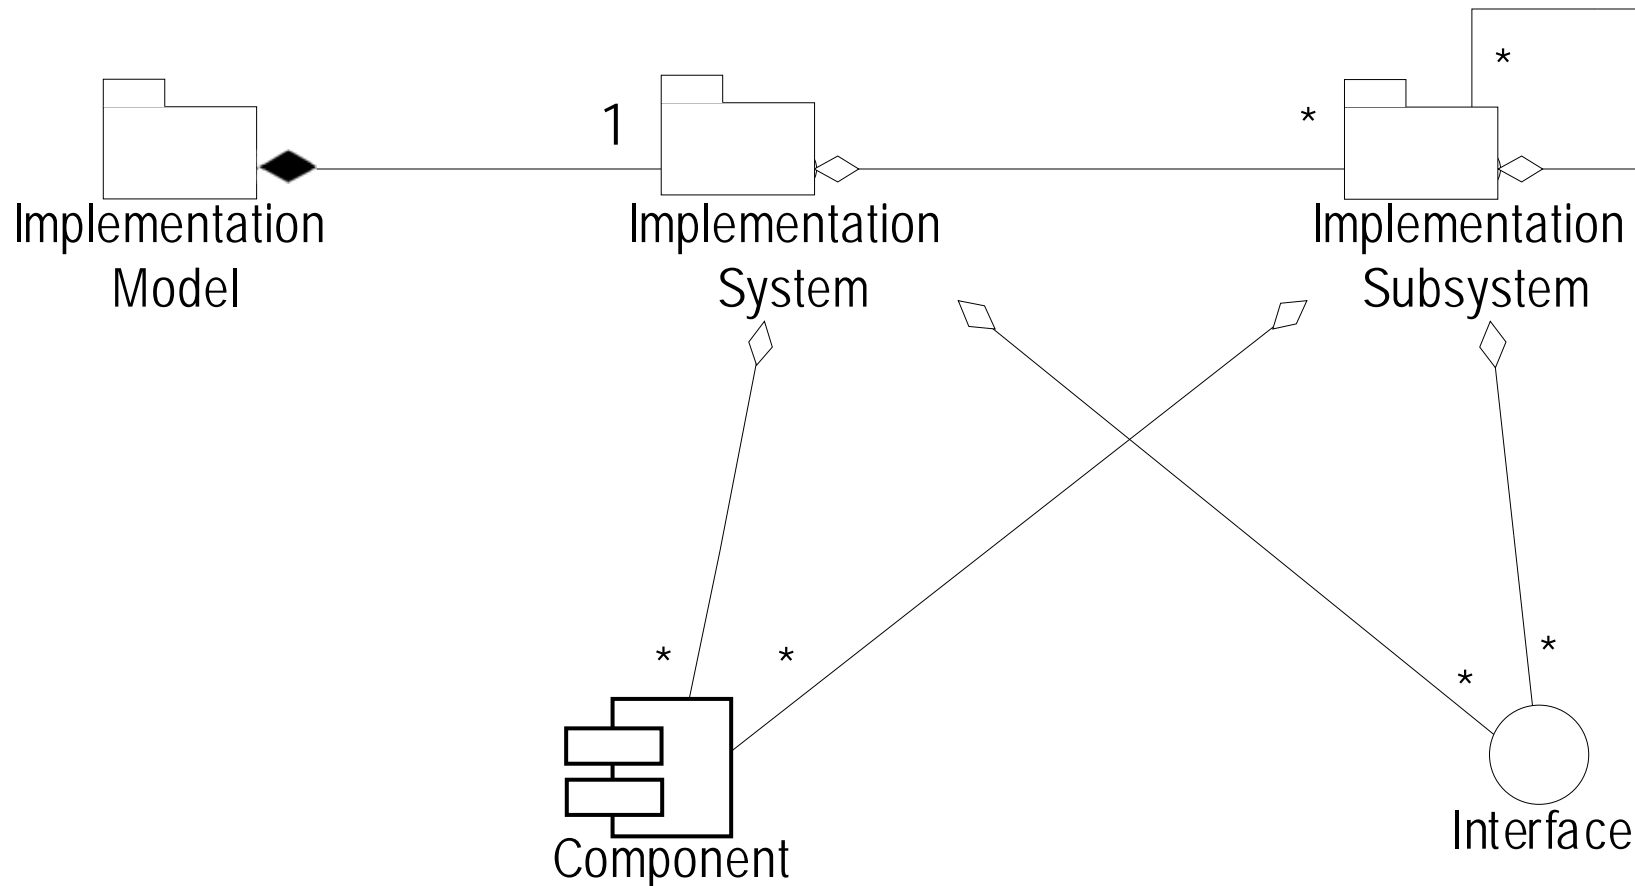 *
1
*
Implementation
Model
Implementation
System
Implementation
Subsystem
*
*
*
*
Component
Interface